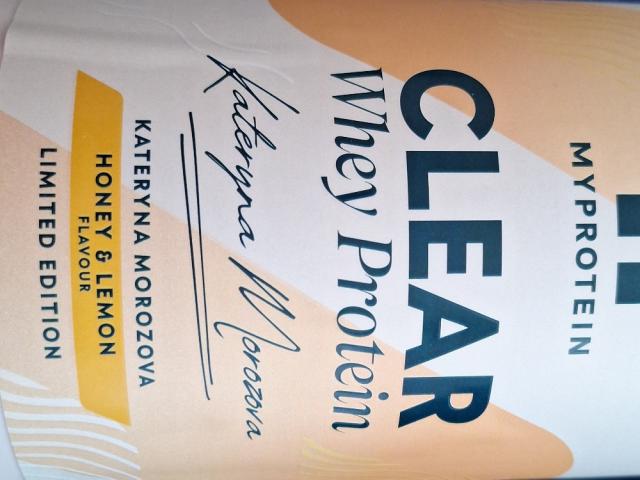 MYPROTEIN
CLEAR
Whey Protein
Kateryna Morozova
KATERYNA MOROZOVA
HONEY & LEMON
FLAVOUR
LIMITED EDITION